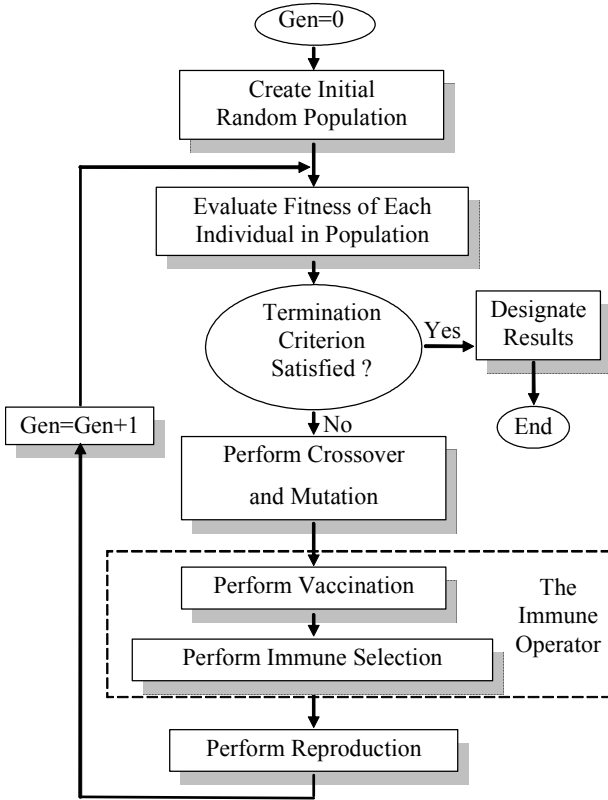 Gen=0
Create Initial
Random Population
Evaluate Fitness of Each
Individual in Population
Termination
Criterion
Satisfied ?
Yes
Designate
Results
End
No
Gen=Gen+1
Perform Crossover
and Mutation
Perform Vaccination
The
Immune
Operator
Perform Immune Selection
Perform Reproduction